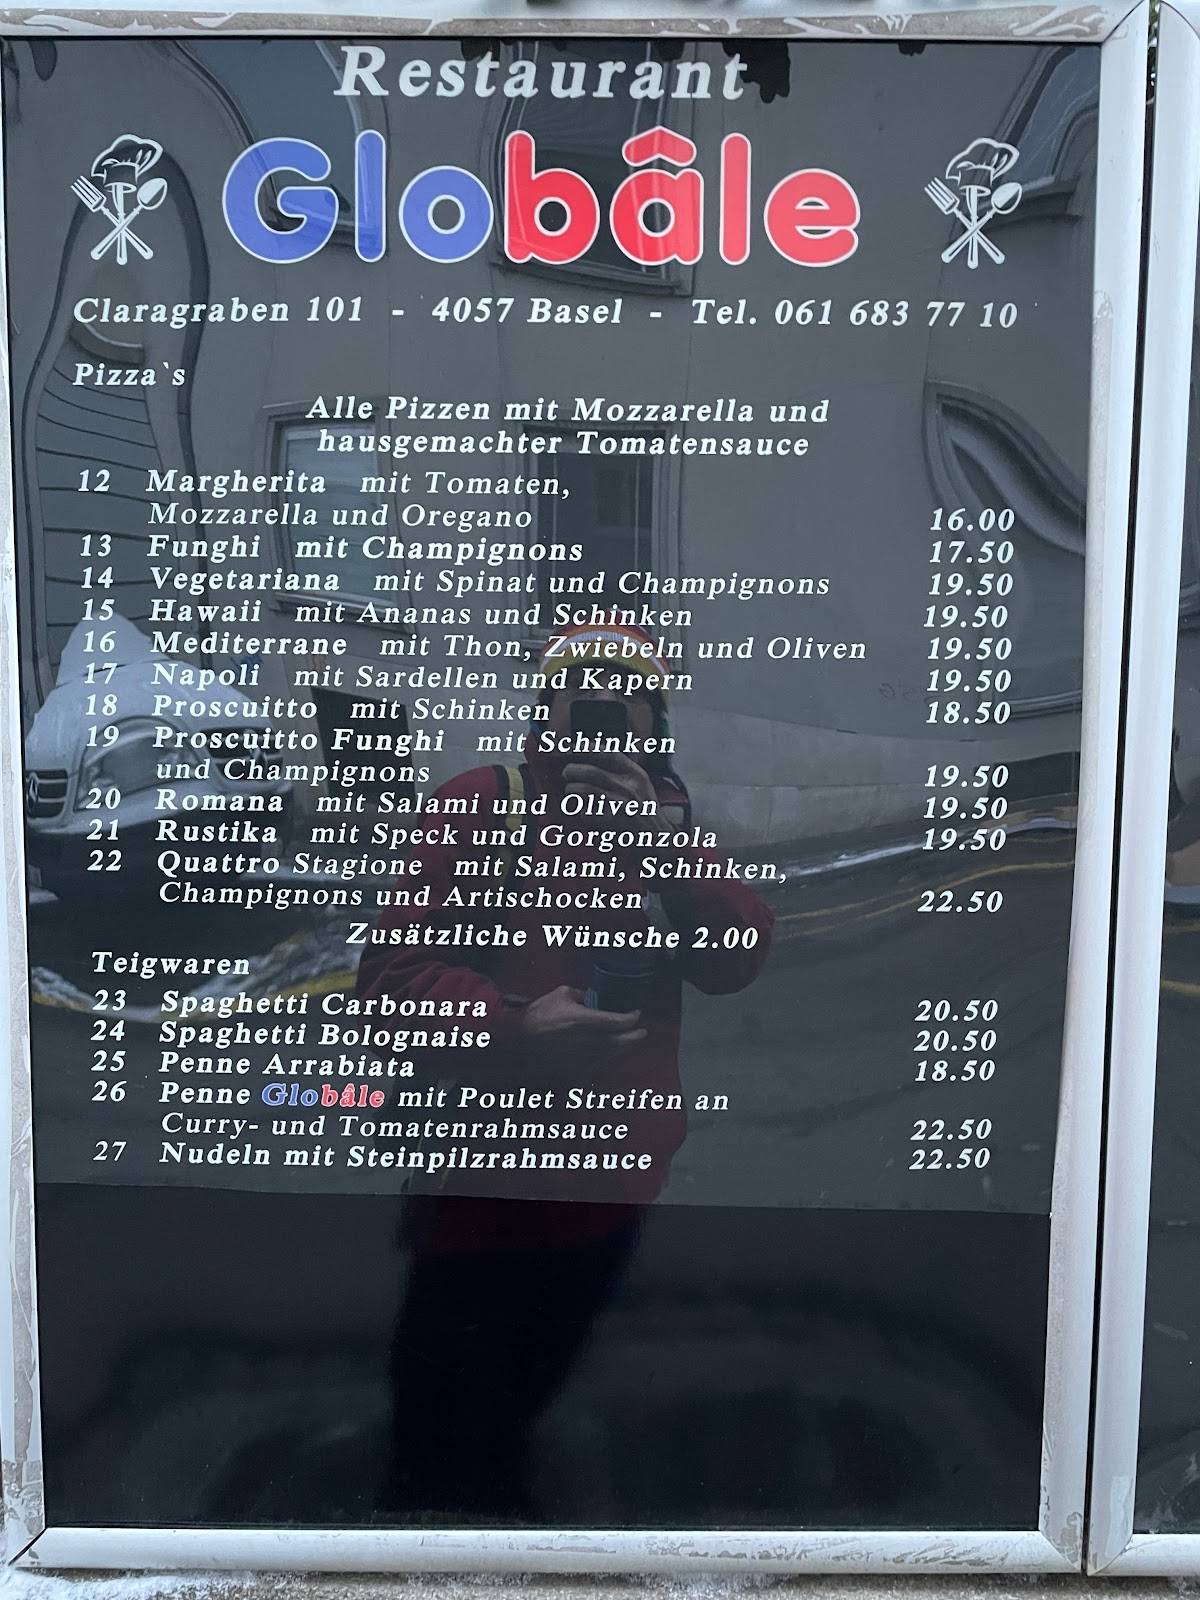 Restaurant
Globâle
Claragraben 101 - 4057 Basel - Tel. 061 683 77 10
Pizza`s
Alle Pizzen mit Mozzarella und
hausgemachter Tomatensauce
12 Margherita mit Tomaten,
Mozzarella und Oregano 16.00
13 Funghi mit Champignons 17.50
14 Vegetariana mit Spinat und Champignons 19.50
15 Hawaii mit Ananas und Schinken 19.50
16 Mediterrane mit Thon, Zwiebeln und Oliven 19.50
17 Napoli mit Sardellen und Kapern 19.50
18 Proscuitto mit Schinken 18.50
19 Proscuitto Funghi mit Schinken
und Champignons 19.50
20 Romana mit Salami und Oliven 19.50
21 Rustika mit Speck und Gorgonzola 19.50
22 Quattro Stagione mit Salami, Schinken,
Champignons und Artischocken 22.50
Zusätzliche Wünsche 2.00
Teigwaren
23 Spaghetti Carbonara 20.50
24 Spaghetti Bolognaise 20.50
25 Penne Arrabiata 18.50
26 Penne Globâle mit Poulet Streifen an
Curry- und Tomatenrahmsauce 22.50
27 Nudeln mit Steinpilzrahmsauce 22.50